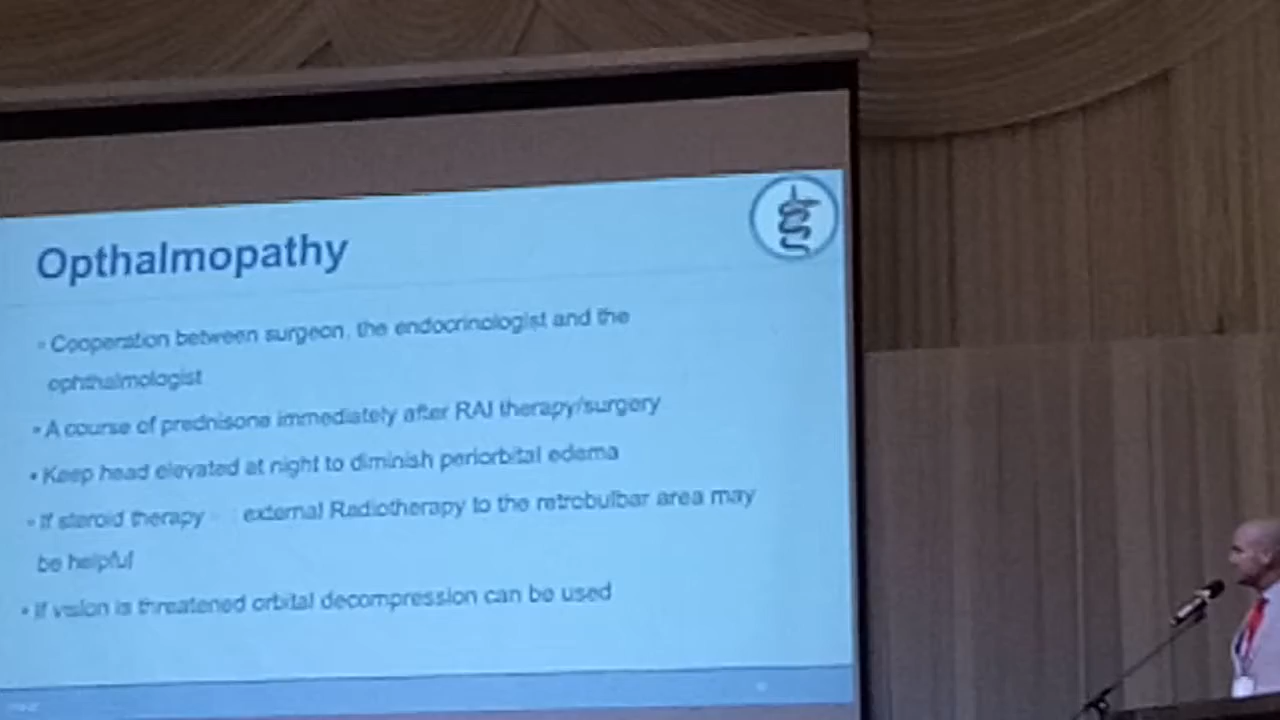 Opthalmopathy
Cooperation between surgeon, the endocrinologist and the
ophthalmologist
A course of prednisone immediately after RAI therapy/surgery
Keep head elevated at night to diminish periorbital edema
If steroid therapy external Radiotherapy to the retrobulbar area may
be helpful
If vision is threatened orbital decompression can be used